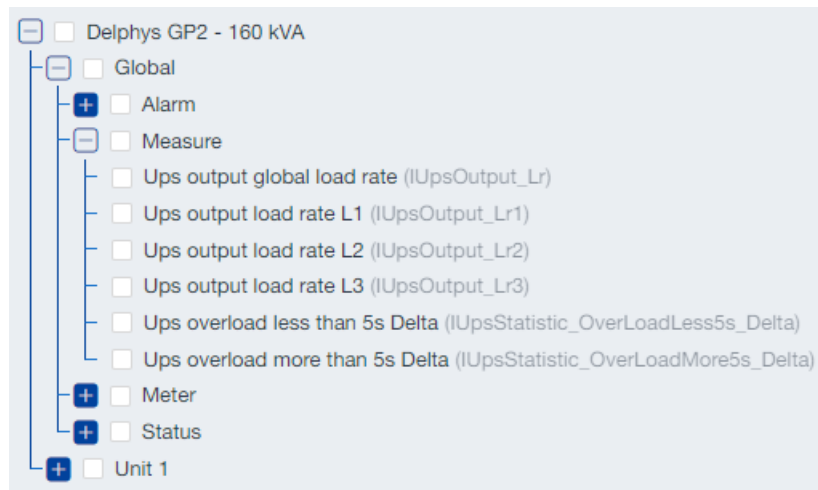 Delphys GP2 - 160 kVA
Global
Alarm
Measure
Ups output global load rate (IUpsOutput_Lr)
Ups output load rate L1 (IUpsOutput_Lr1)
Ups output load rate L2 (IUpsOutput_Lr2)
Ups output load rate L3 (IUpsOutput_Lr3)
Ups overload less than 5s Delta (IUpsStatistic_OverLoadLess5s_Delta)
Ups overload more than 5s Delta (IUpsStatistic_OverLoadMore5s_Delta)
Meter
Status
Unit 1